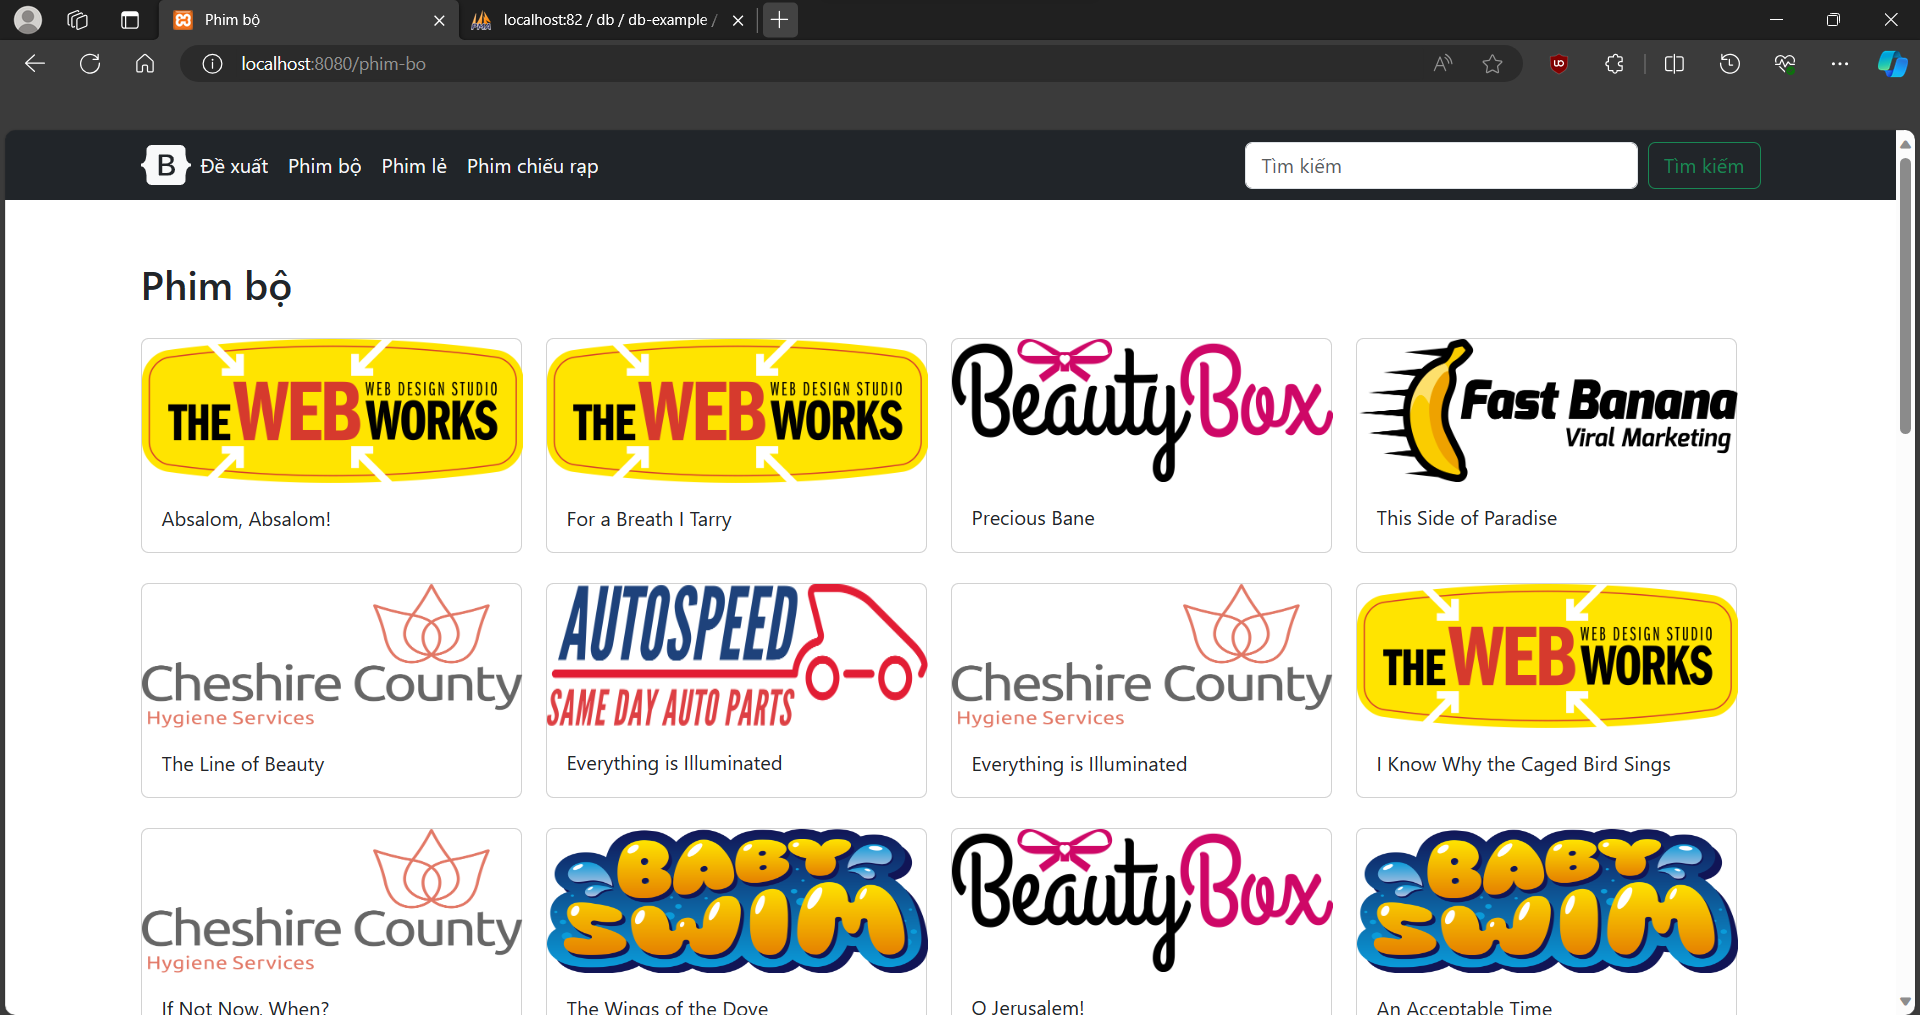 Phim bộ
localhost:82 / db / db-example /
localhost:8080/phim-bo
B Đề xuất Phim bộ Phim lẻ Phim chiếu rạp Tìm kiếm Tìm kiếm
Phim bộ
THE WEB WORKS WEB DESIGN STUDIO
Absalom, Absalom!
THE WEB WORKS WEB DESIGN STUDIO
For a Breath I Tarry
Beauty Box
Precious Bane
Fast Banana
Viral Marketing
This Side of Paradise
Cheshire County
Hygiene Services
The Line of Beauty
AUTOSPEED
SAME DAY AUTO PARTS
Everything is Illuminated
Cheshire County
Hygiene Services
Everything is Illuminated
THE WEB WORKS WEB DESIGN STUDIO
I Know Why the Caged Bird Sings
Cheshire County
Hygiene Services
If Not Now, When?
BABY
SWIM
The Wings of the Dove
Beauty Box
O Jerusalem!
BABY
SWIM
An Acceptable Time